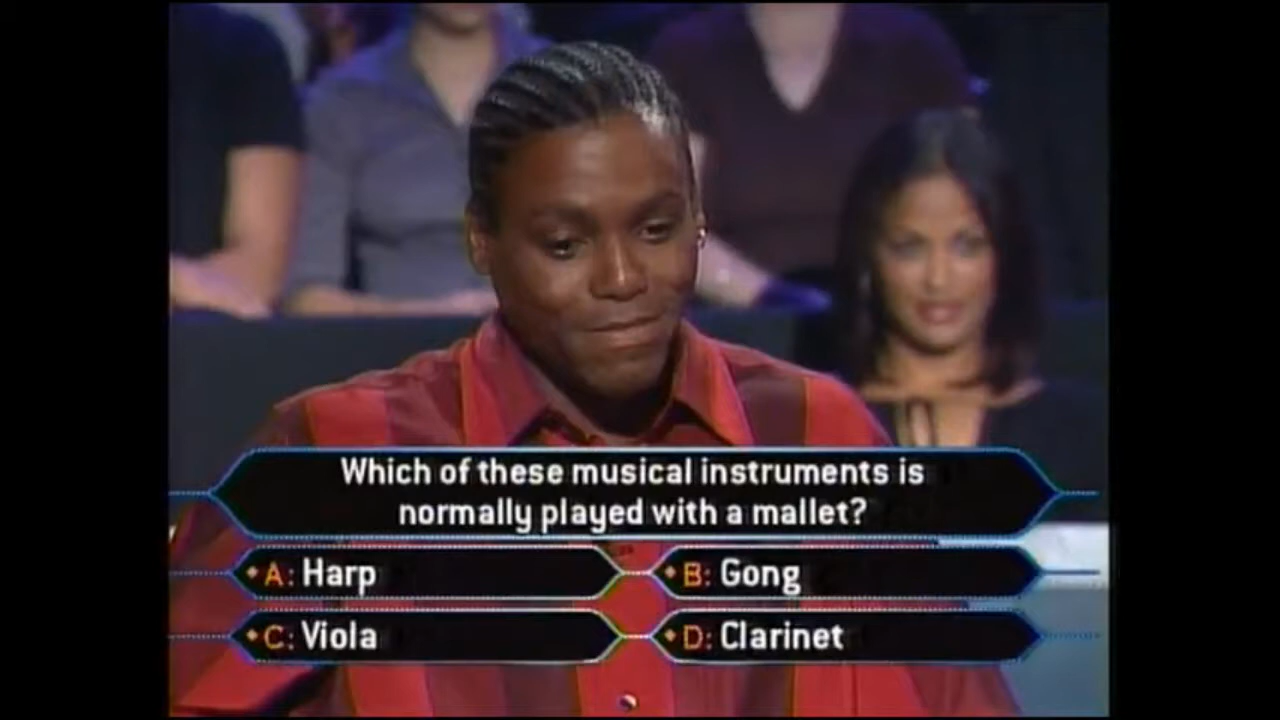 Which of these musical instruments is
normally played with a mallet?
A: Harp
B: Gong
C: Viola
D: Clarinet